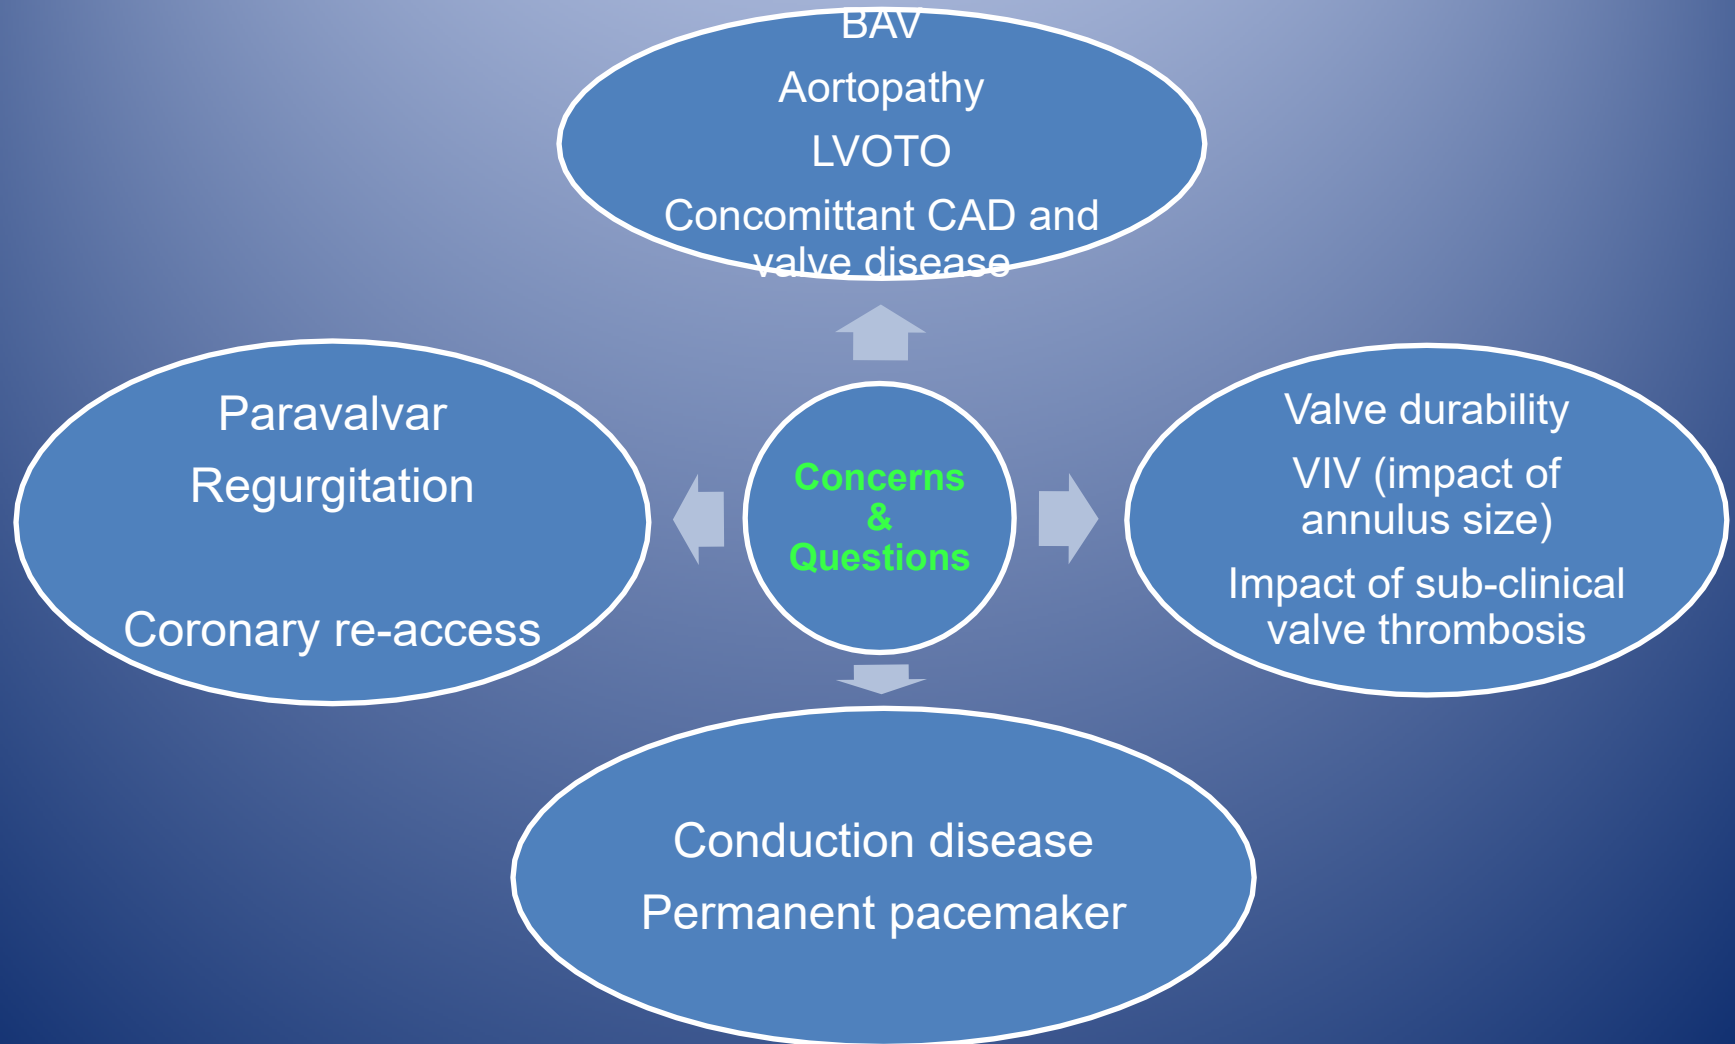 BAV
Aortopathy
LVOTO
Concomittant CAD and
valve disease
Paravalvar
Regurgitation
Coronary re-access
Concerns
&
Questions
Valve durability
VIV (impact of
annulus size)
Impact of sub-clinical
valve thrombosis
Conduction disease
Permanent pacemaker